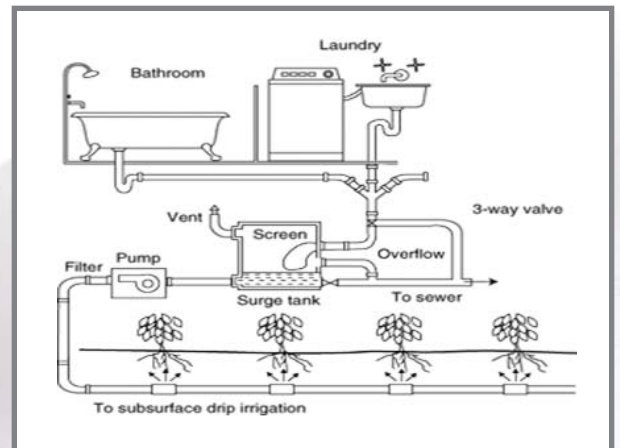 Laundry
Bathroom
3-way valve
Vent
Screen
Overflow
Filter
Pump
Surge tank
To sewer
To subsurface drip irrigation